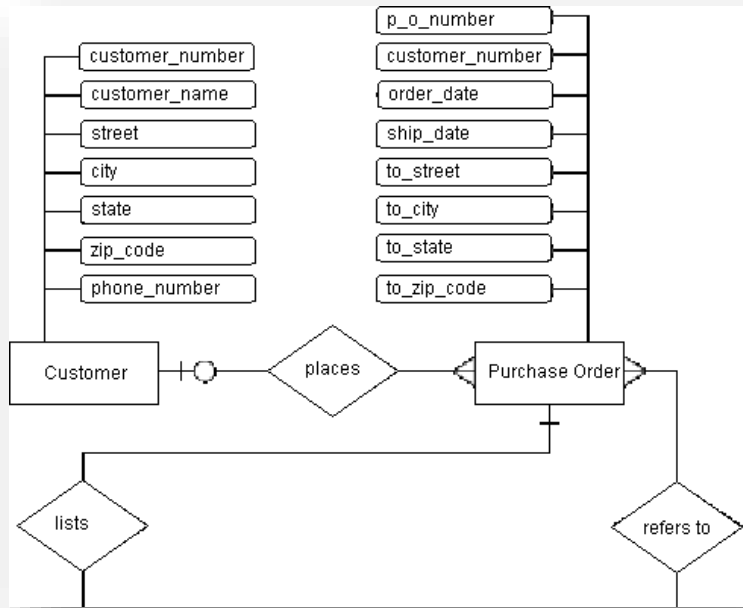 p_o_number
customer_number
customer_number
customer_name
order_date
street
ship_date
city
to_street
state
to_city
zip_code
to_state
phone_number
to_zip_code
Customer
places
Purchase Order
lists
refers to